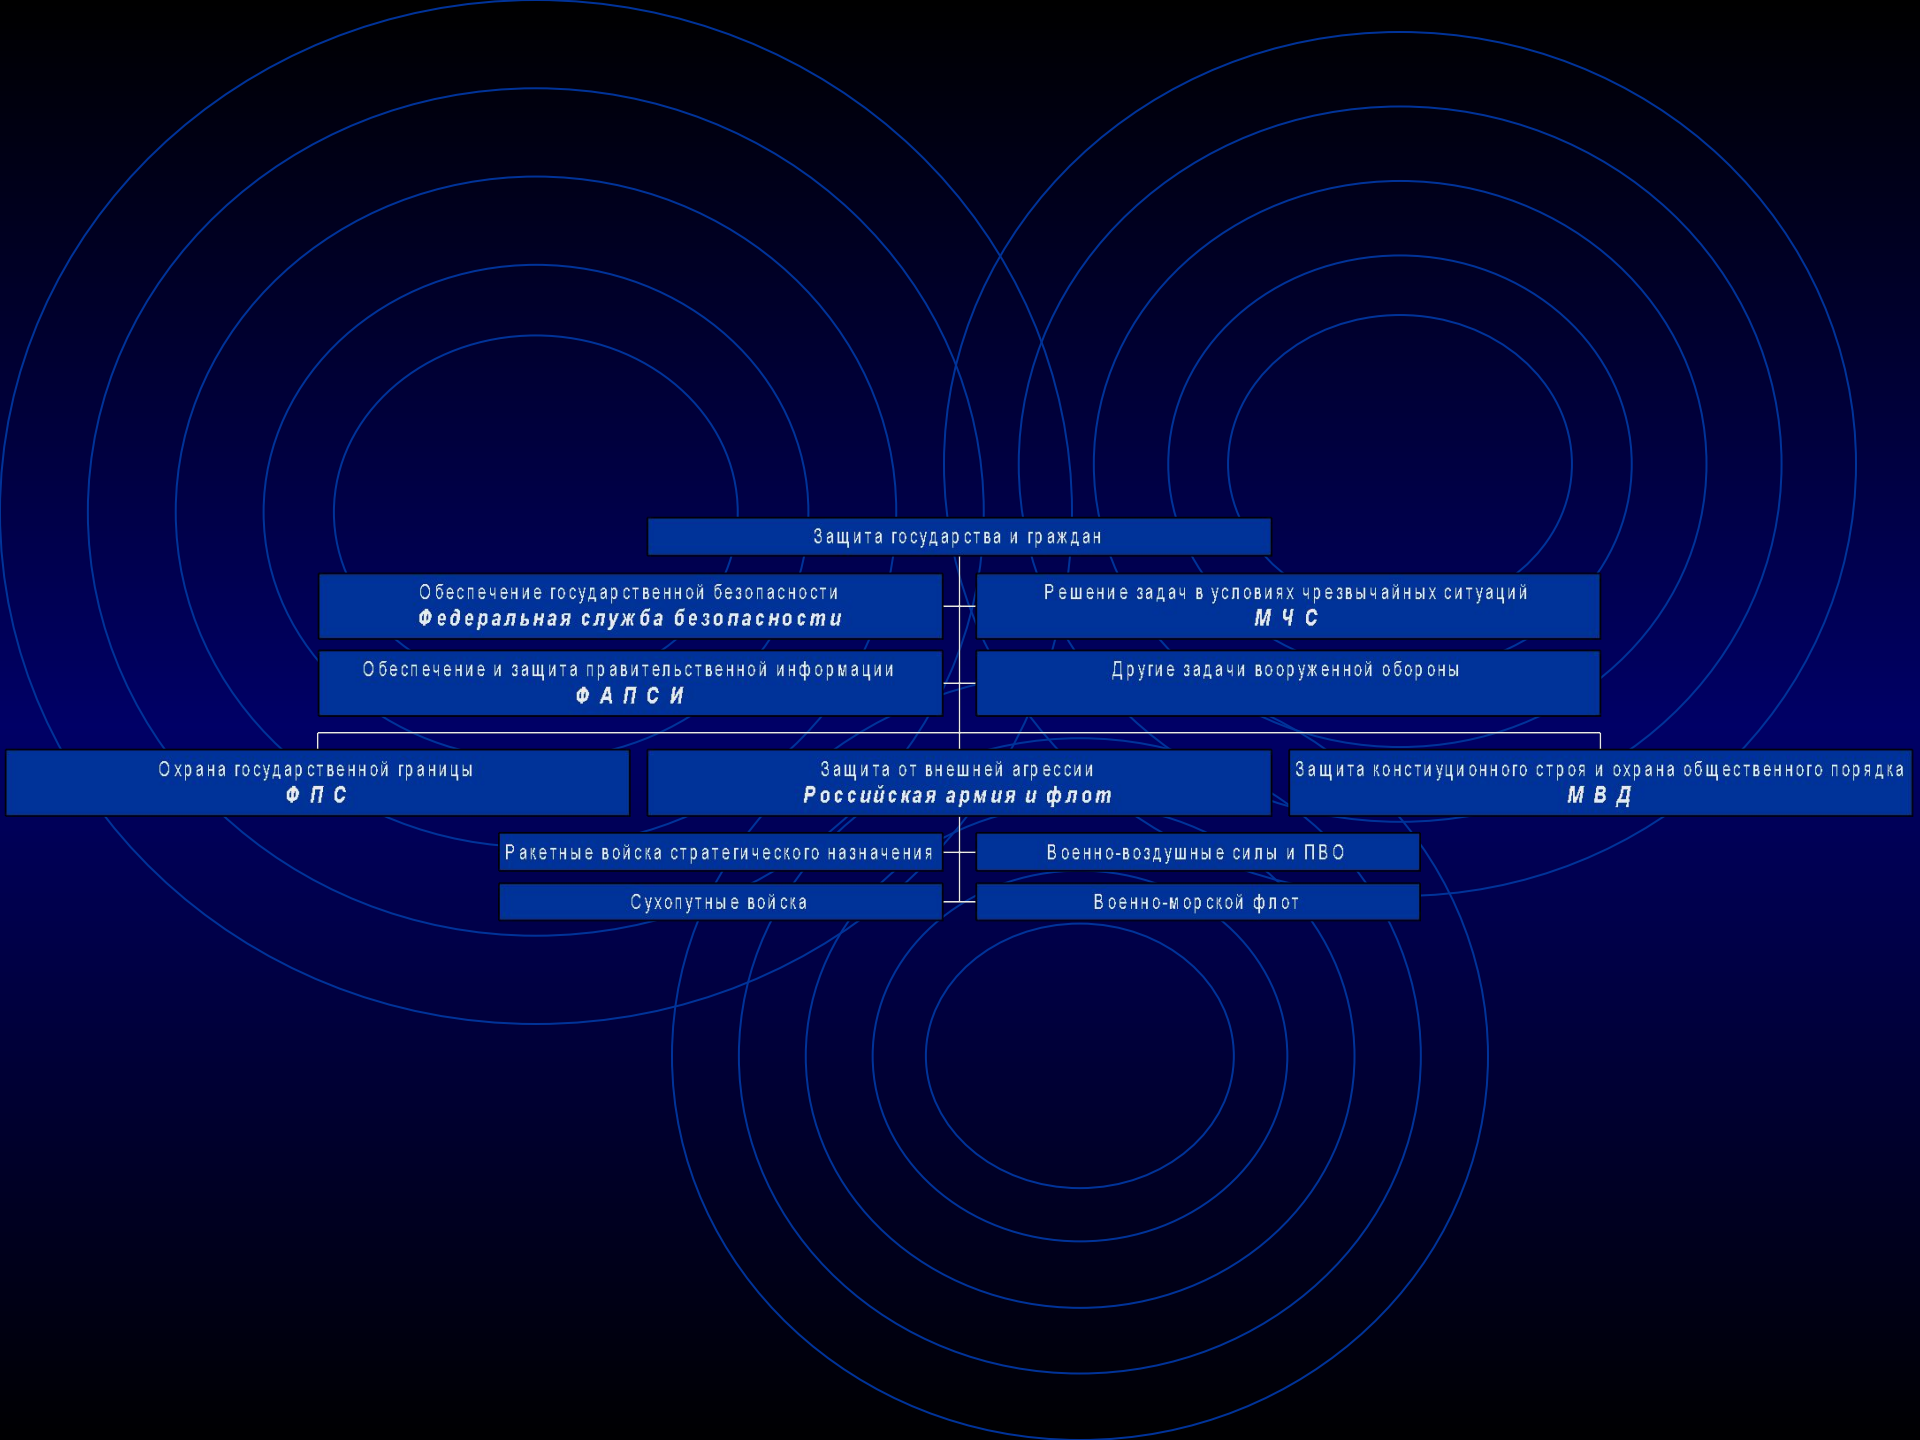 Защита государства и граждан
Обеспечение государственной безопасности
Федеральная служба безопасности
Решение задач в условиях чрезвычайных ситуаций
М Ч С
Обеспечение и защита правительственной информации
Ф А П С И
Другие задачи вооруженной обороны
Охрана государственной границы
Ф П С
Защита от внешней агрессии
Российская армия и флот
Защита констиуционного строя и охрана общественного порядка
М В Д
Ракетные войска стратегического назначения
Военно-воздушные силы и ПВО
Сухопутные войска
Военно-морской флот